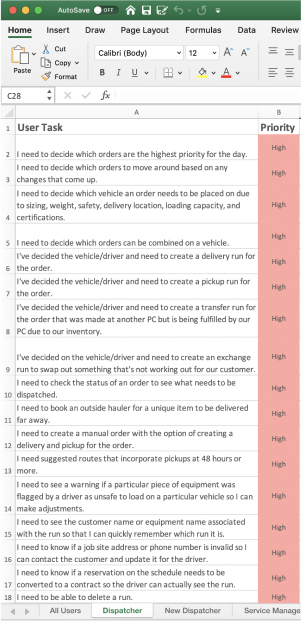 AutoSave OFF
Home Insert Draw Page Layout Formulas Data Review
Paste
Cut
Copy
Format
Calibri (Body) 12 A^ A˅
B I U A
C28 fx
A B
1 User Task Priority
2 I need to decide which orders are the highest priority for the day. High
I need to decide which orders to move around based on any
3 changes that come up. High
I need to decide which vehicle an order needs to be placed on due
to sizing, weight, safety, delivery location, loading capacity, and High
4 certifications.
5 I need to decide which orders can be combined on a vehicle. High
I've decided the vehicle/driver and need to create a delivery run for
6 the order. High
I've decided the vehicle/driver and need to create a pickup run for
7 the order. High
I've decided the vehicle/driver and need to create a transfer run for
the order that was made at another PC but is being fulfilled by our High
8 PC due to our inventory.
I've decided on the vehicle/driver and need to create an exchange
9 run to swap out something that's not working out for our customer. High
I need to check the status of an order to see what needs to be
10 dispatched. High
I need to book an outside hauler for a unique item to be delivered
11 far away. High
I need to create a manual order with the option of creating a
12 delivery and pickup for the order. High
I need suggested routes that incorporate pickups at 48 hours or
13 more. High
I need to see a warning if a particular piece of equipment was
flagged by a driver as unsafe to load on a particular vehicle so I can High
14 make adjustments.
I need to see the customer name or equipment name associated
15 with the run so that I can quickly remember which run it is. High
I need to know if a job site address or phone number is invalid so I
16 can contact the customer and update it for the driver. High
I need to know if a reservation on the schedule needs to be
17 converted to a contract so the driver can actually see the run. High
18 I need to be able to delete a run. High
All Users Dispatcher New Dispatcher Service Manage